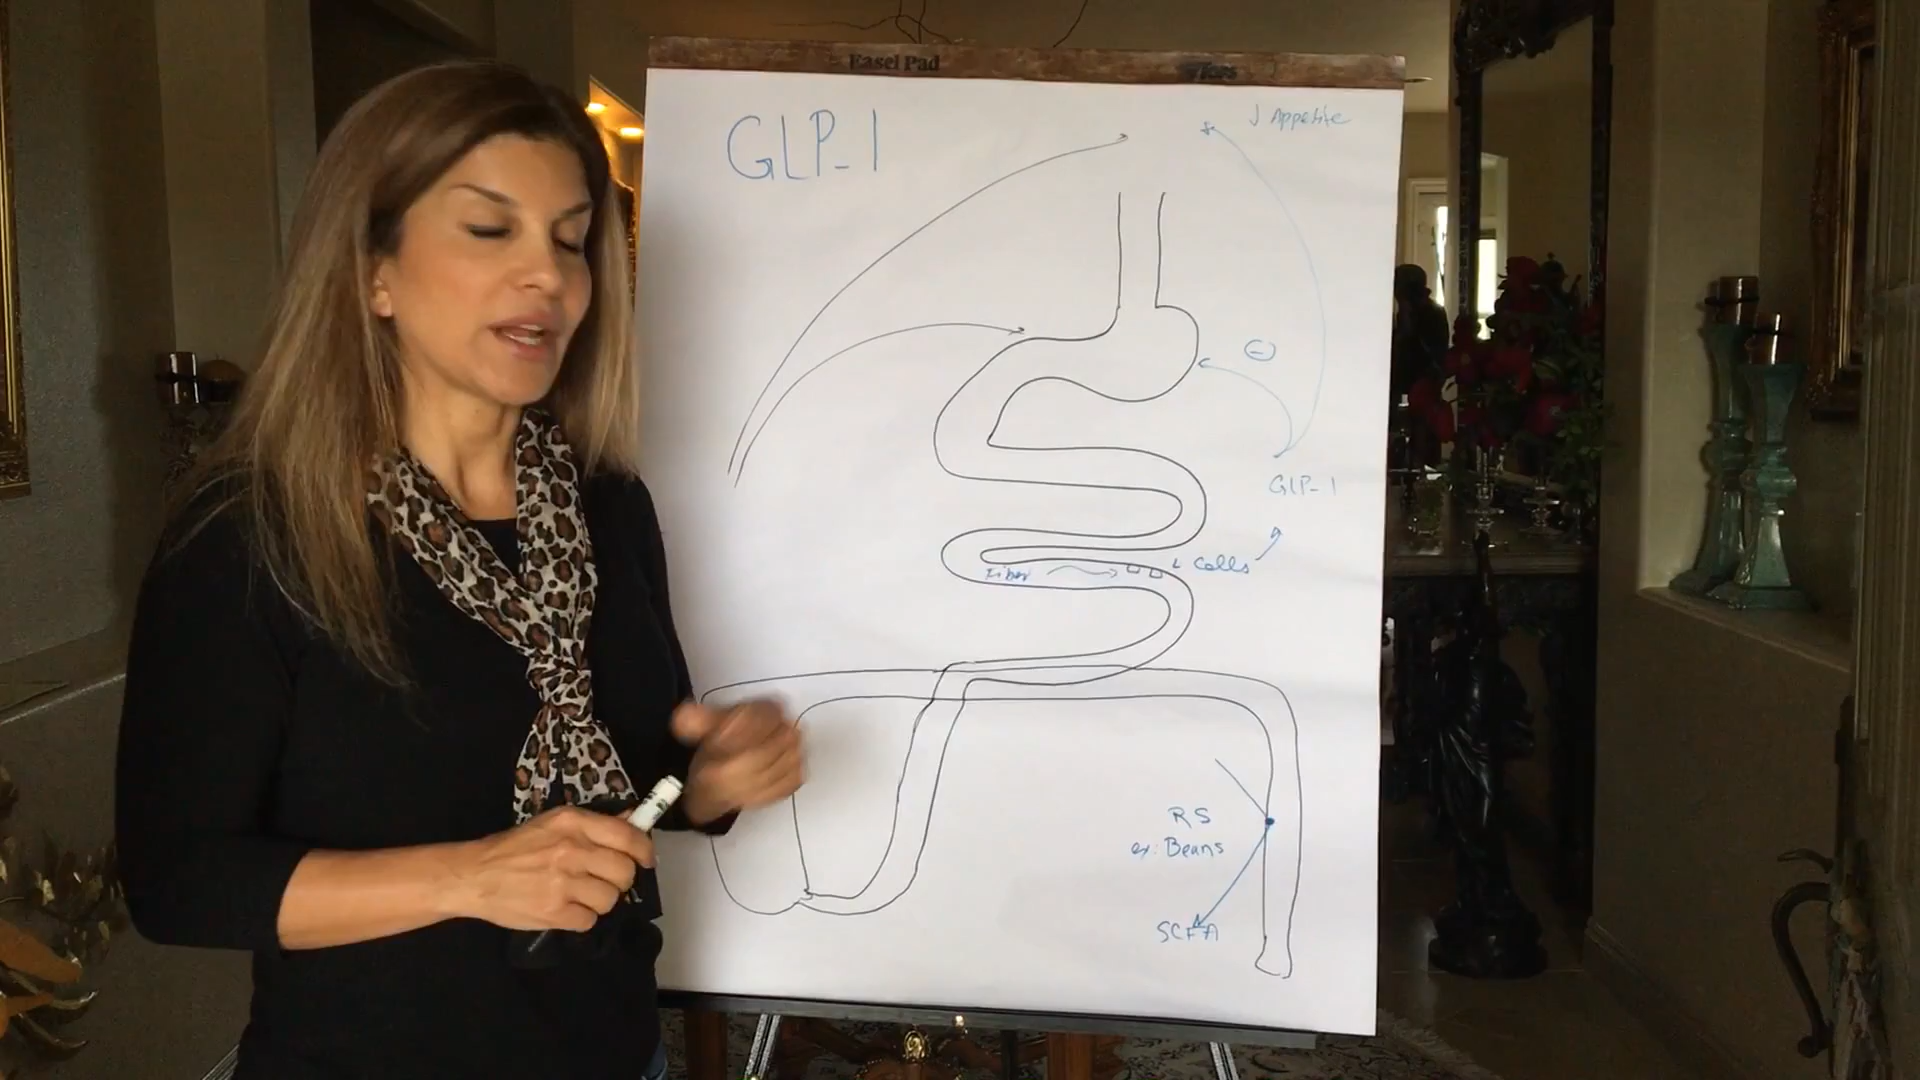 Easel Pad
GLP-1
↓ Appetite
GLP-1
L Cells
Fiber
RS
ex: Beans
SCFA